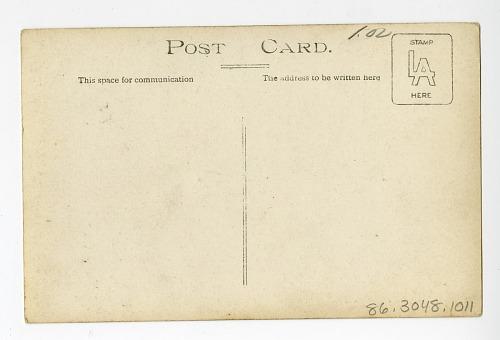 1.02
POST CARD.
STAMP
LA
HERE
This space for communication
The address to be written here
86.3048.1011